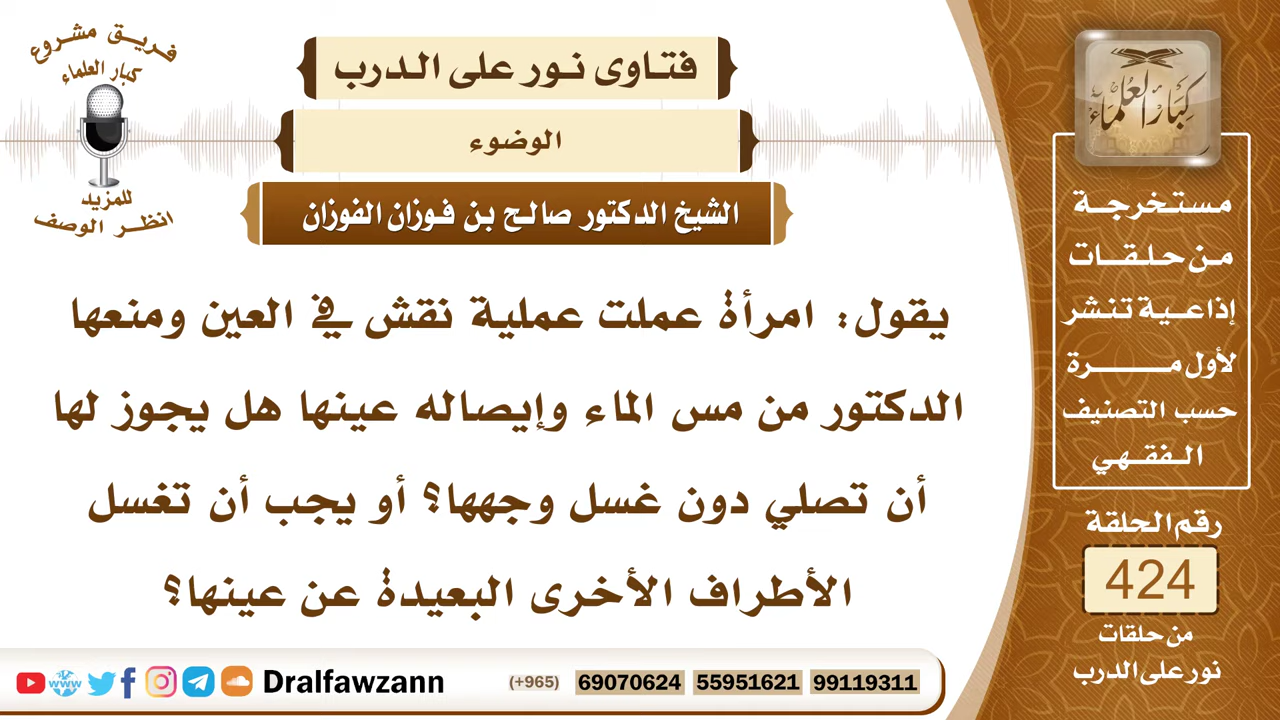 فريق مشروع
كبار العلماء
للمزيد
انظر الوصف
فتاوى نور على الدرب
الوضوء
الشيخ الدكتور صالح بن فوزان الفوزان
يقول: امرأة عملت عملية نقش في العين ومنعها
الدكتور من مس الماء وإيصاله عينها هل يجوز لها
أن تصلي دون غسل وجهها؟ أو يجب أن تغسل
الأطراف الأخرى البعيدة عن عينها؟
كبار العلماء
مستخرجة
من حلقات
إذاعية تنشر
لأول مرة
حسب التصنيف
الفقهي
رقم الحلقة
424
من حلقات
نور على الدرب
www
Dralfawzann (+965) 69070624 55951621 99119311